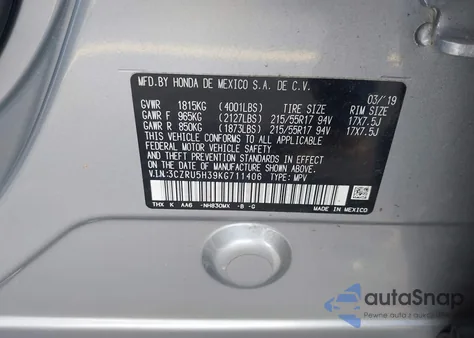 MFD.BY HONDA DE MEXICO S.A. DE C.V.
03/'19
GVWR 1815KG (4001LBS) TIRE SIZE RIM SIZE
GAWR F 965KG (2127LBS) 215/55R17 94V 17X7.5J
GAWR R 850KG (1873LBS) 215/55R17 94V 17X7.5J
THIS VEHICLE CONFORMS TO ALL APPLICABLE
FEDERAL MOTOR VEHICLE SAFETY AND THEFT
PREVENTION STANDARDS IN EFFECT ON THE
DATE OF MANUFACTURE SHOWN ABOVE.
V.I.N:3CZRU5H39KG711406 TYPE: MPV
THX K AA6 -NH830MX -B -G
MADE IN MEXICO
autoSnap
Pewne auta z aukcji